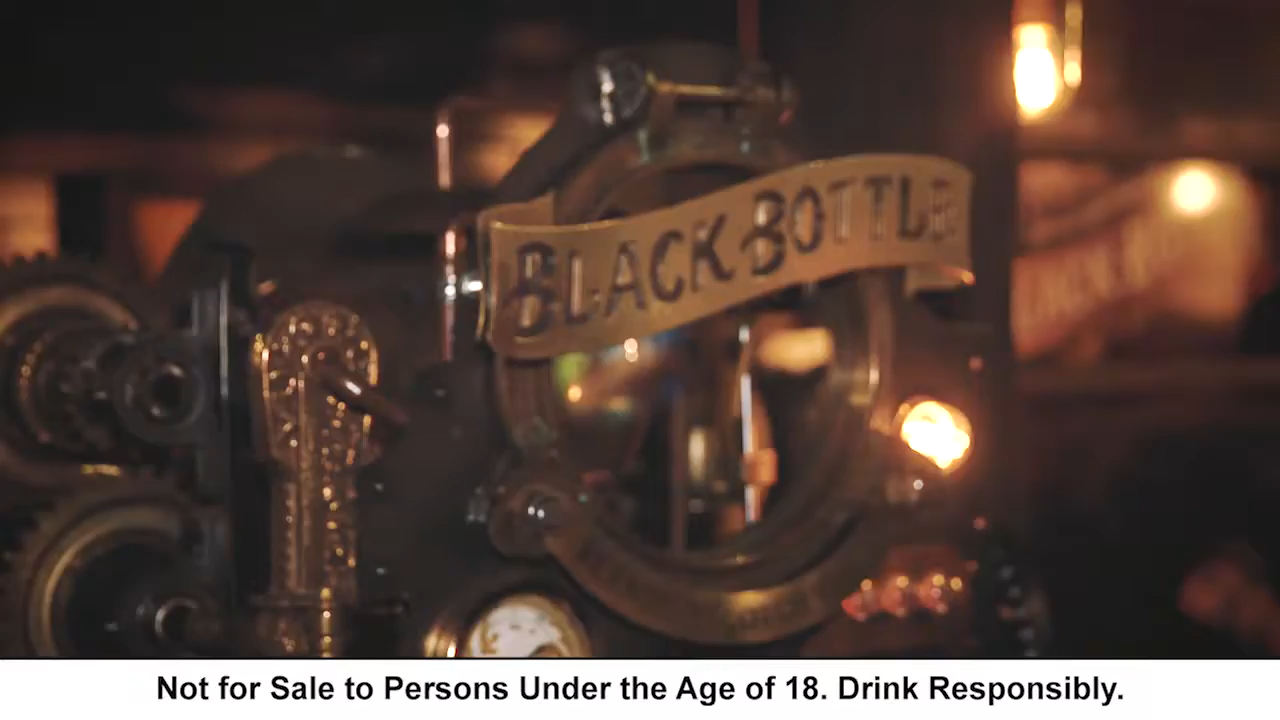 BLACK BOTTLE
Not for Sale to Persons Under the Age of 18. Drink Responsibly.